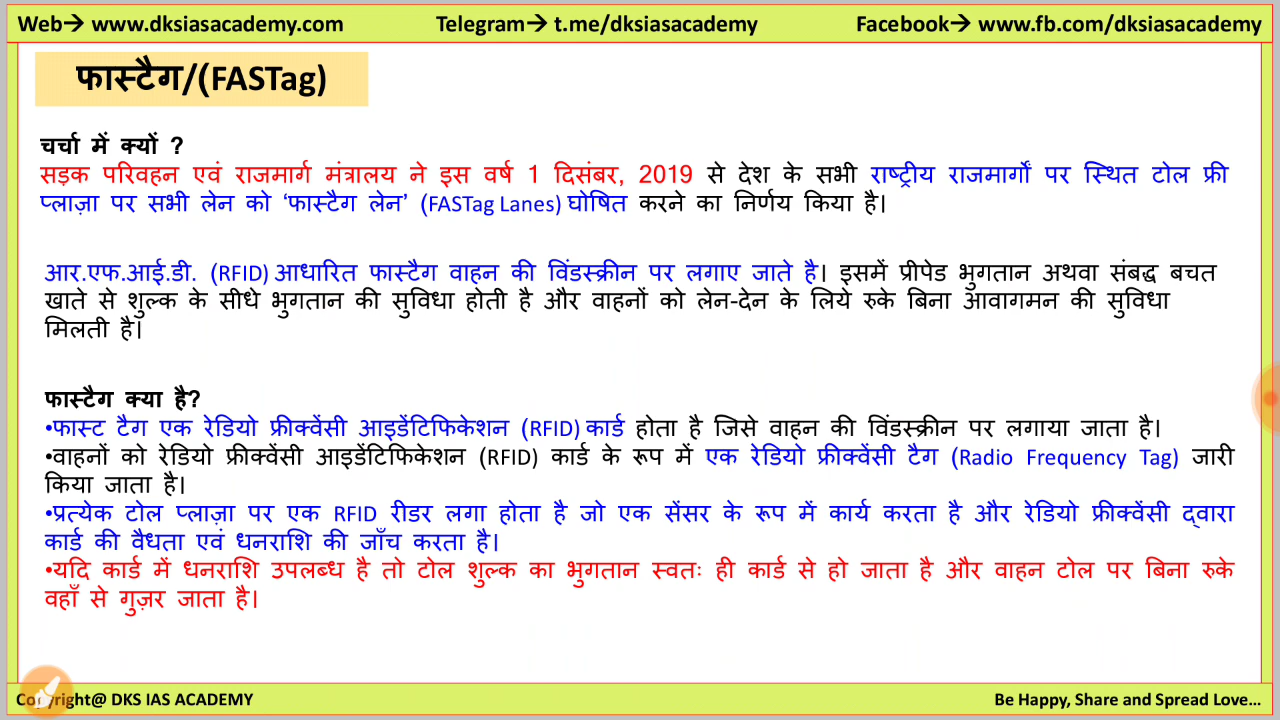 Web→ www.dksiasacademy.com Telegram→ t.me/dksiasacademy Facebook→ www.fb.com/dksiasacademy
फास्टैग/(FASTag)
चर्चा में क्यों ?
सड़क परिवहन एवं राजमार्ग मंत्रालय ने इस वर्ष 1 दिसंबर, 2019 से देश के सभी राष्ट्रीय राजमार्गों पर स्थित टोल फ्री
प्लाज़ा पर सभी लेन को ‘फास्टैग लेन’ (FASTag Lanes) घोषित करने का निर्णय किया है।
आर.एफ.आई.डी. (RFID) आधारित फास्टैग वाहन की विंडस्क्रीन पर लगाए जाते है। इसमें प्रीपेड भुगतान अथवा संबद्ध बचत
खाते से शुल्क के सीधे भुगतान की सुविधा होती है और वाहनों को लेन-देन के लिये रुके बिना आवागमन की सुविधा
मिलती है।
फास्टैग क्या है?
•फास्ट टैग एक रेडियो फ्रीक्वेंसी आइडेंटिफिकेशन (RFID) कार्ड होता है जिसे वाहन की विंडस्क्रीन पर लगाया जाता है।
•वाहनों को रेडियो फ्रीक्वेंसी आइडेंटिफिकेशन (RFID) कार्ड के रूप में एक रेडियो फ्रीक्वेंसी टैग (Radio Frequency Tag) जारी
किया जाता है।
•प्रत्येक टोल प्लाज़ा पर एक RFID रीडर लगा होता है जो एक सेंसर के रूप में कार्य करता है और रेडियो फ्रीक्वेंसी द्वारा
कार्ड की वैधता एवं धनराशि की जाँच करता है।
•यदि कार्ड में धनराशि उपलब्ध है तो टोल शुल्क का भुगतान स्वतः ही कार्ड से हो जाता है और वाहन टोल पर बिना रुके
वहाँ से गुज़र जाता है।
Copyright@ DKS IAS ACADEMY Be Happy, Share and Spread Love...